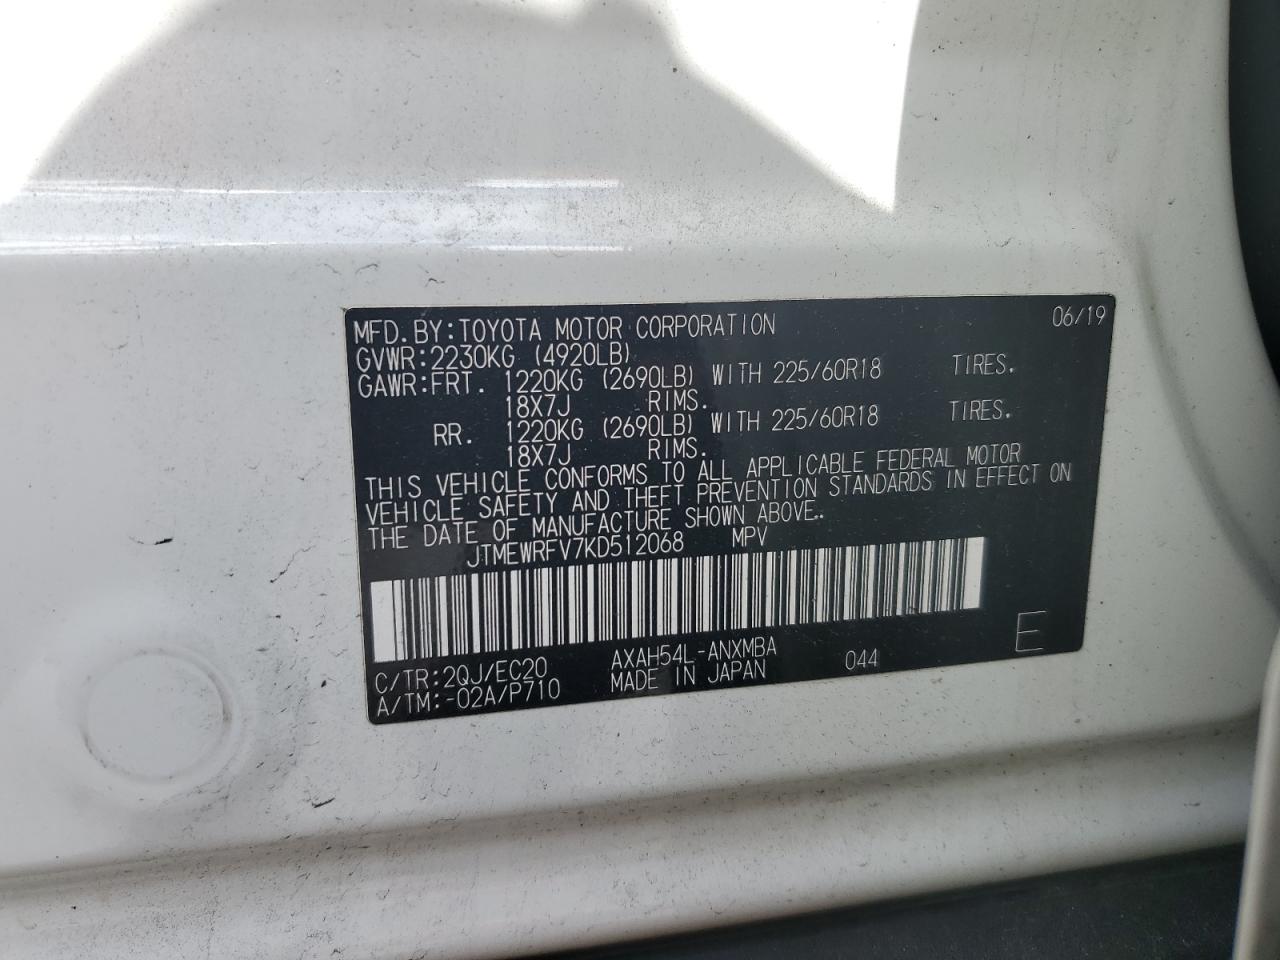 MFD.BY:TOYOTA MOTOR CORPORATION 06/19
GVWR:2230KG (4920LB)
GAWR:FRT. 1220KG (2690LB) WITH 225/60R18 TIRES.
18X7J RIMS.
RR. 1220KG (2690LB) WITH 225/60R18 TIRES.
18X7J RIMS.
THIS VEHICLE CONFORMS TO ALL APPLICABLE FEDERAL MOTOR
VEHICLE SAFETY AND THEFT PREVENTION STANDARDS IN EFFECT ON
THE DATE OF MANUFACTURE SHOWN ABOVE.
JTMEWRFV7KD512068 MPV
C/TR:2QJ/EC20 AXAH54L-ANXMBA 044 E
A/TM:-02A/P710 MADE IN JAPAN